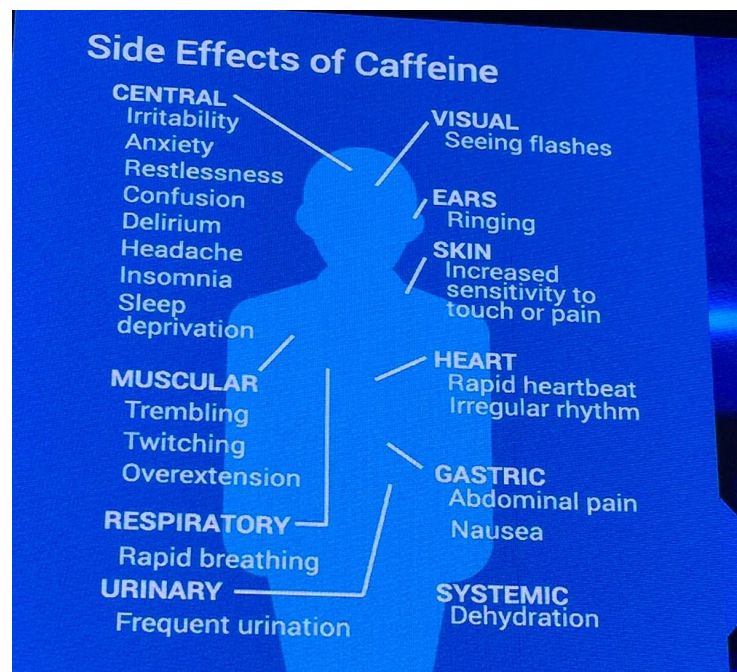 Side Effects of Caffeine
CENTRAL
Irritability
Anxiety
Restlessness
Confusion
Delirium
Headache
Insomnia
Sleep
deprivation
MUSCULAR
Trembling
Twitching
Overextension
RESPIRATORY
Rapid breathing
URINARY
Frequent urination
VISUAL
Seeing flashes
EARS
Ringing
SKIN
Increased
sensitivity to
touch or pain
HEART
Rapid heartbeat
Irregular rhythm
GASTRIC
Abdominal pain
Nausea
SYSTEMIC
Dehydration